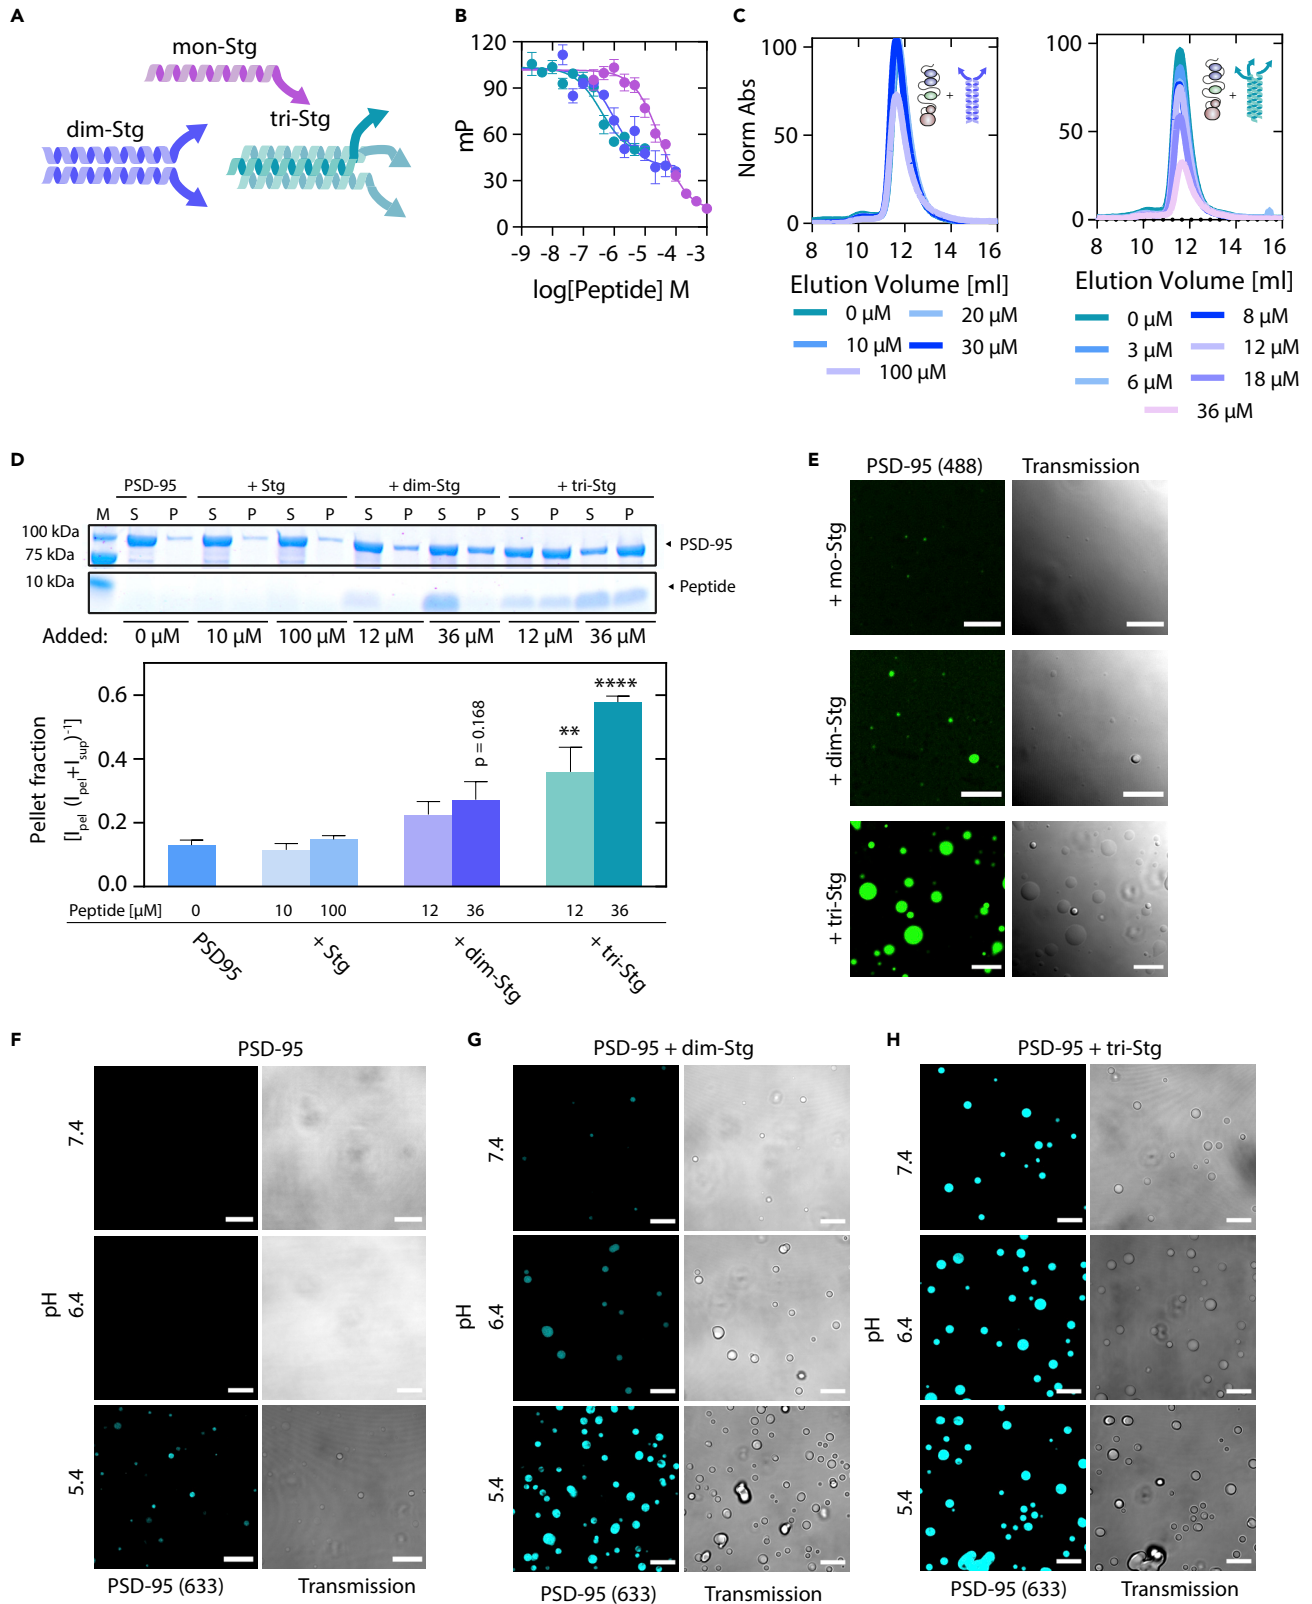 A
mon-Stg
dim-Stg
tri-Stg
B
120
90
60
30
0
mP
-9 -8 -7 -6 -5 -4 -3
log[Peptide] M
C
Norm Abs
100
50
0
8 10 12 14 16
Elution Volume [ml]
0 µM 20 µM
10 µM 30 µM
100 µM
+
100
50
0
8 10 12 14 16
Elution Volume [ml]
0 µM 8 µM
3 µM 12 µM
6 µM 18 µM
36 µM
+
D
PSD-95 + Stg + dim-Stg + tri-Stg
M S P S P S P S P S P S P S P
100 kDa
75 kDa
10 kDa
PSD-95
Peptide
Added: 0 µM 10 µM 100 µM 12 µM 36 µM 12 µM 36 µM
Pellet fraction
[Ipel (Ipel+Isup)-1]
0.6
0.4
0.2
0.0
p = 0.168
**
****
Peptide [µM] 0 10 100 12 36 12 36
PSD95
+ Stg
+ dim-Stg
+ tri-Stg
E
PSD-95 (488) Transmission
+ mo-Stg
+ dim-Stg
+ tri-Stg
F
PSD-95
pH
7.4
6.4
5.4
PSD-95 (633) Transmission
G
PSD-95 + dim-Stg
pH
7.4
6.4
5.4
PSD-95 (633) Transmission
H
PSD-95 + tri-Stg
pH
7.4
6.4
5.4
PSD-95 (633) Transmission